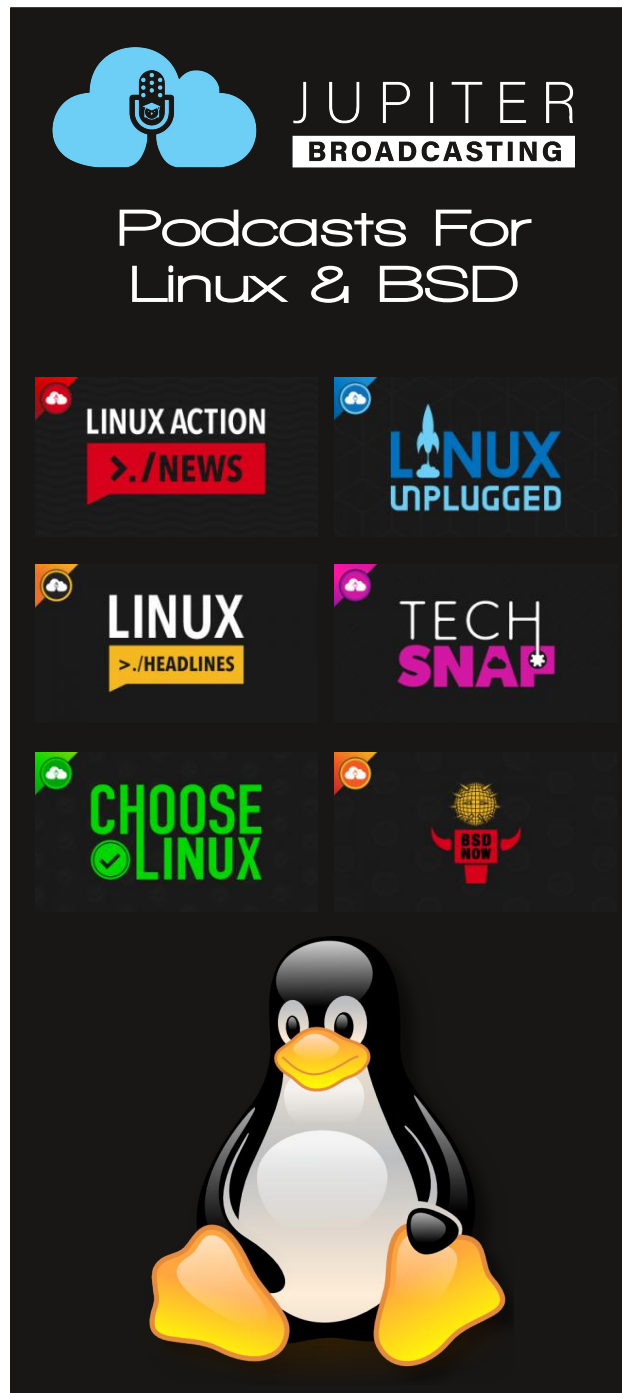 JUPITER
BROADCASTING
Podcasts For
Linux & BSD
LINUX ACTION
>./NEWS
LINUX
UNPLUGGED
LINUX
>./HEADLINES
TECH
SNAP
CHOOSE
LINUX
BSD
NOW